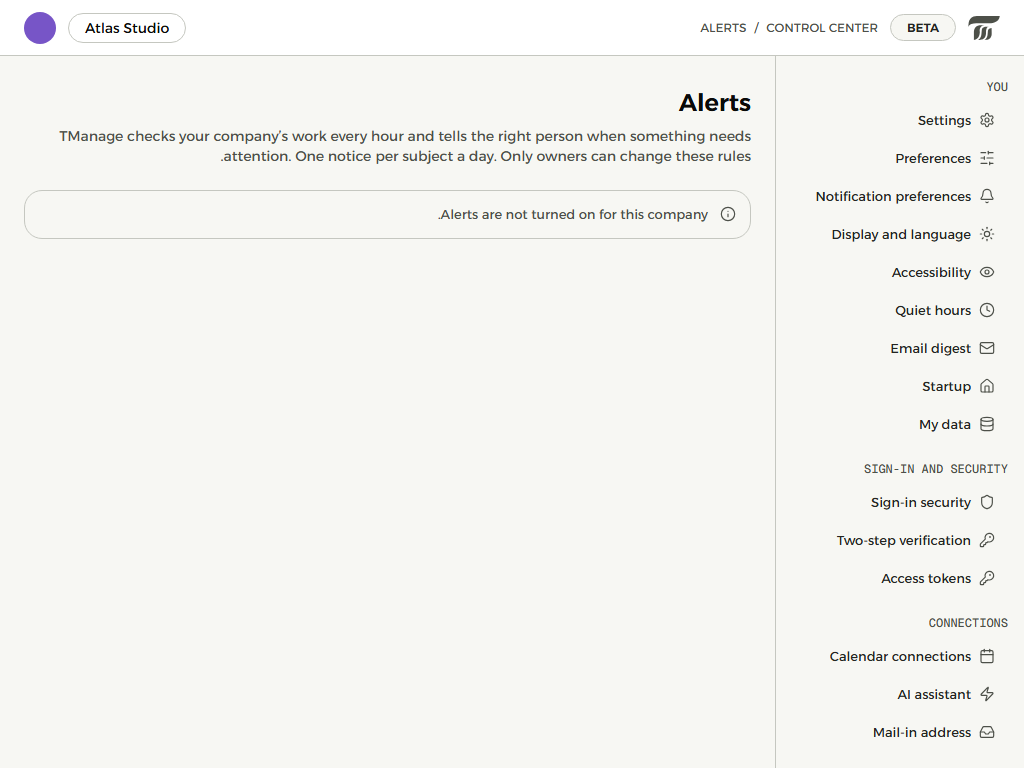 Atlas Studio
ALERTS / CONTROL CENTER
BETA
Alerts
TManage checks your company's work every hour and tells the right person when something needs
.attention. One notice per subject a day. Only owners can change these rules
.Alerts are not turned on for this company
YOU
Settings
Preferences
Notification preferences
Display and language
Accessibility
Quiet hours
Email digest
Startup
My data
SIGN-IN AND SECURITY
Sign-in security
Two-step verification
Access tokens
CONNECTIONS
Calendar connections
AI assistant
Mail-in address